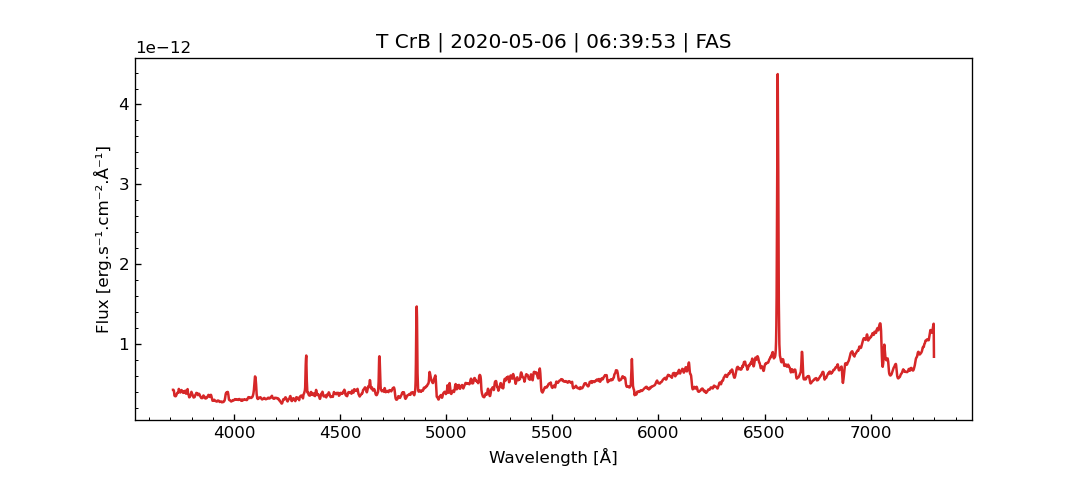 T CrB | 2020-05-06 | 06:39:53 | FAS
1e−12
4
3
2
1
Flux [erg.s⁻¹.cm⁻².Å⁻¹]
4000 4500 5000 5500 6000 6500 7000
Wavelength [Å]